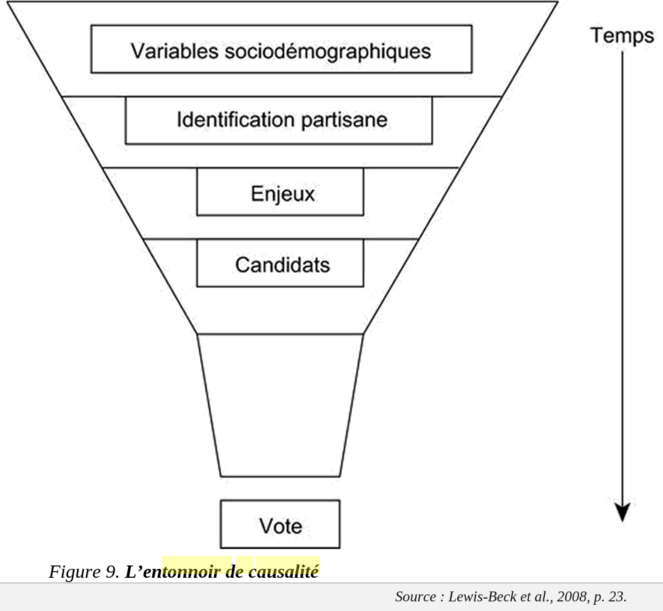 Temps
Variables sociodémographiques
Identification partisane
Enjeux
Candidats
Vote
Figure 9. L'entonnoir de causalité
Source : Lewis-Beck et al., 2008, p. 23.